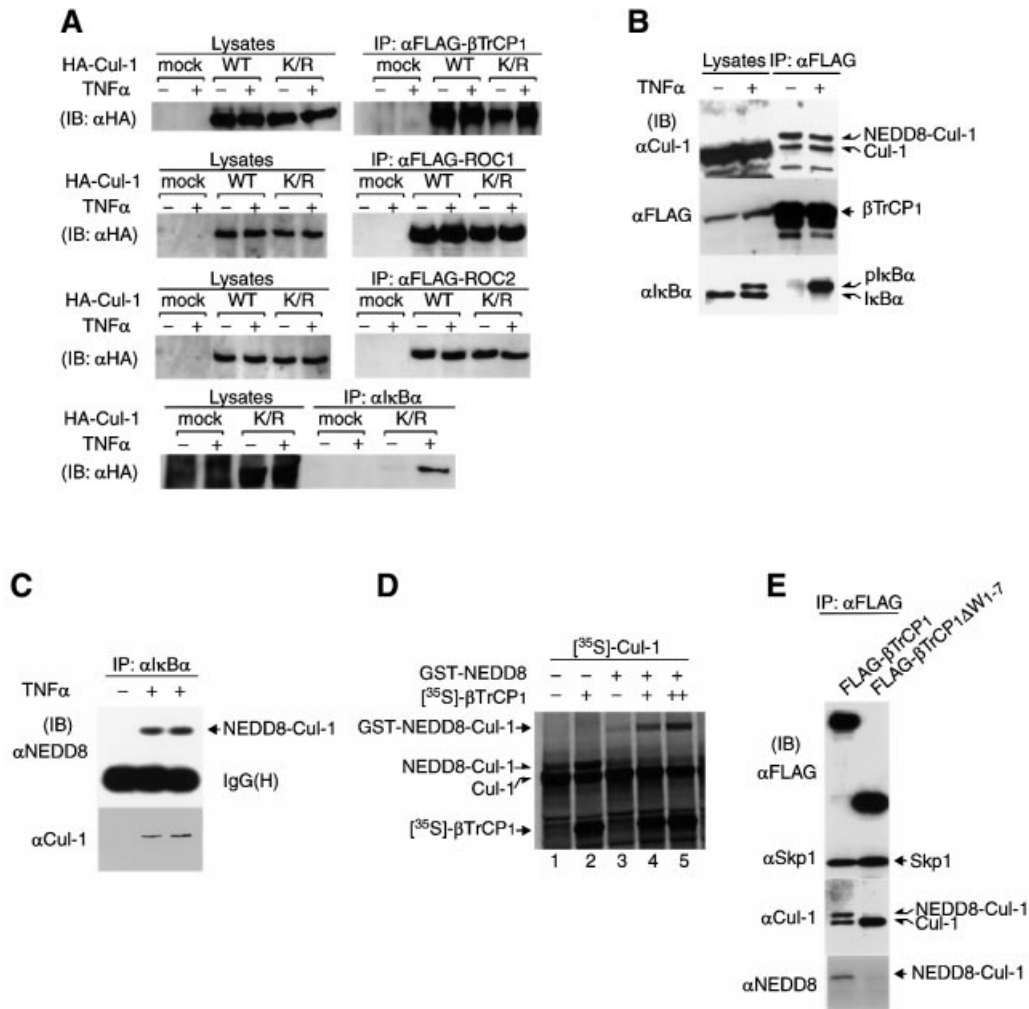 A
Lysates
IP: αFLAG-βTrCP1
HA-Cul-1 mock WT K/R mock WT K/R
TNFα – + – + – + – + – + – +
(IB: αHA)
Lysates
IP: αFLAG-ROC1
HA-Cul-1 mock WT K/R mock WT K/R
TNFα – + – + – + – + – + – +
(IB: αHA)
Lysates
IP: αFLAG-ROC2
HA-Cul-1 mock WT K/R mock WT K/R
TNFα – + – + – + – + – + – +
(IB: αHA)
Lysates
IP: αIκBα
HA-Cul-1 mock K/R mock K/R
TNFα – + – + – + – +
(IB: αHA)
B
Lysates IP: αFLAG
TNFα – + – +
(IB)
αCul-1
NEDD8-Cul-1
Cul-1
αFLAG
βTrCP1
αIκBα
pIκBα
IκBα
C
IP: αIκBα
TNFα – + +
(IB)
αNEDD8
NEDD8-Cul-1
IgG(H)
αCul-1
D
[35S]-Cul-1
GST-NEDD8 – – + + +
[35S]-βTrCP1 – + – + ++
GST-NEDD8-Cul-1
NEDD8-Cul-1
Cul-1
[35S]-βTrCP1
1 2 3 4 5
E
IP: αFLAG
FLAG-βTrCP1
FLAG-βTrCP1ΔW1-7
(IB)
αFLAG
αSkp1
Skp1
αCul-1
NEDD8-Cul-1
Cul-1
αNEDD8
NEDD8-Cul-1